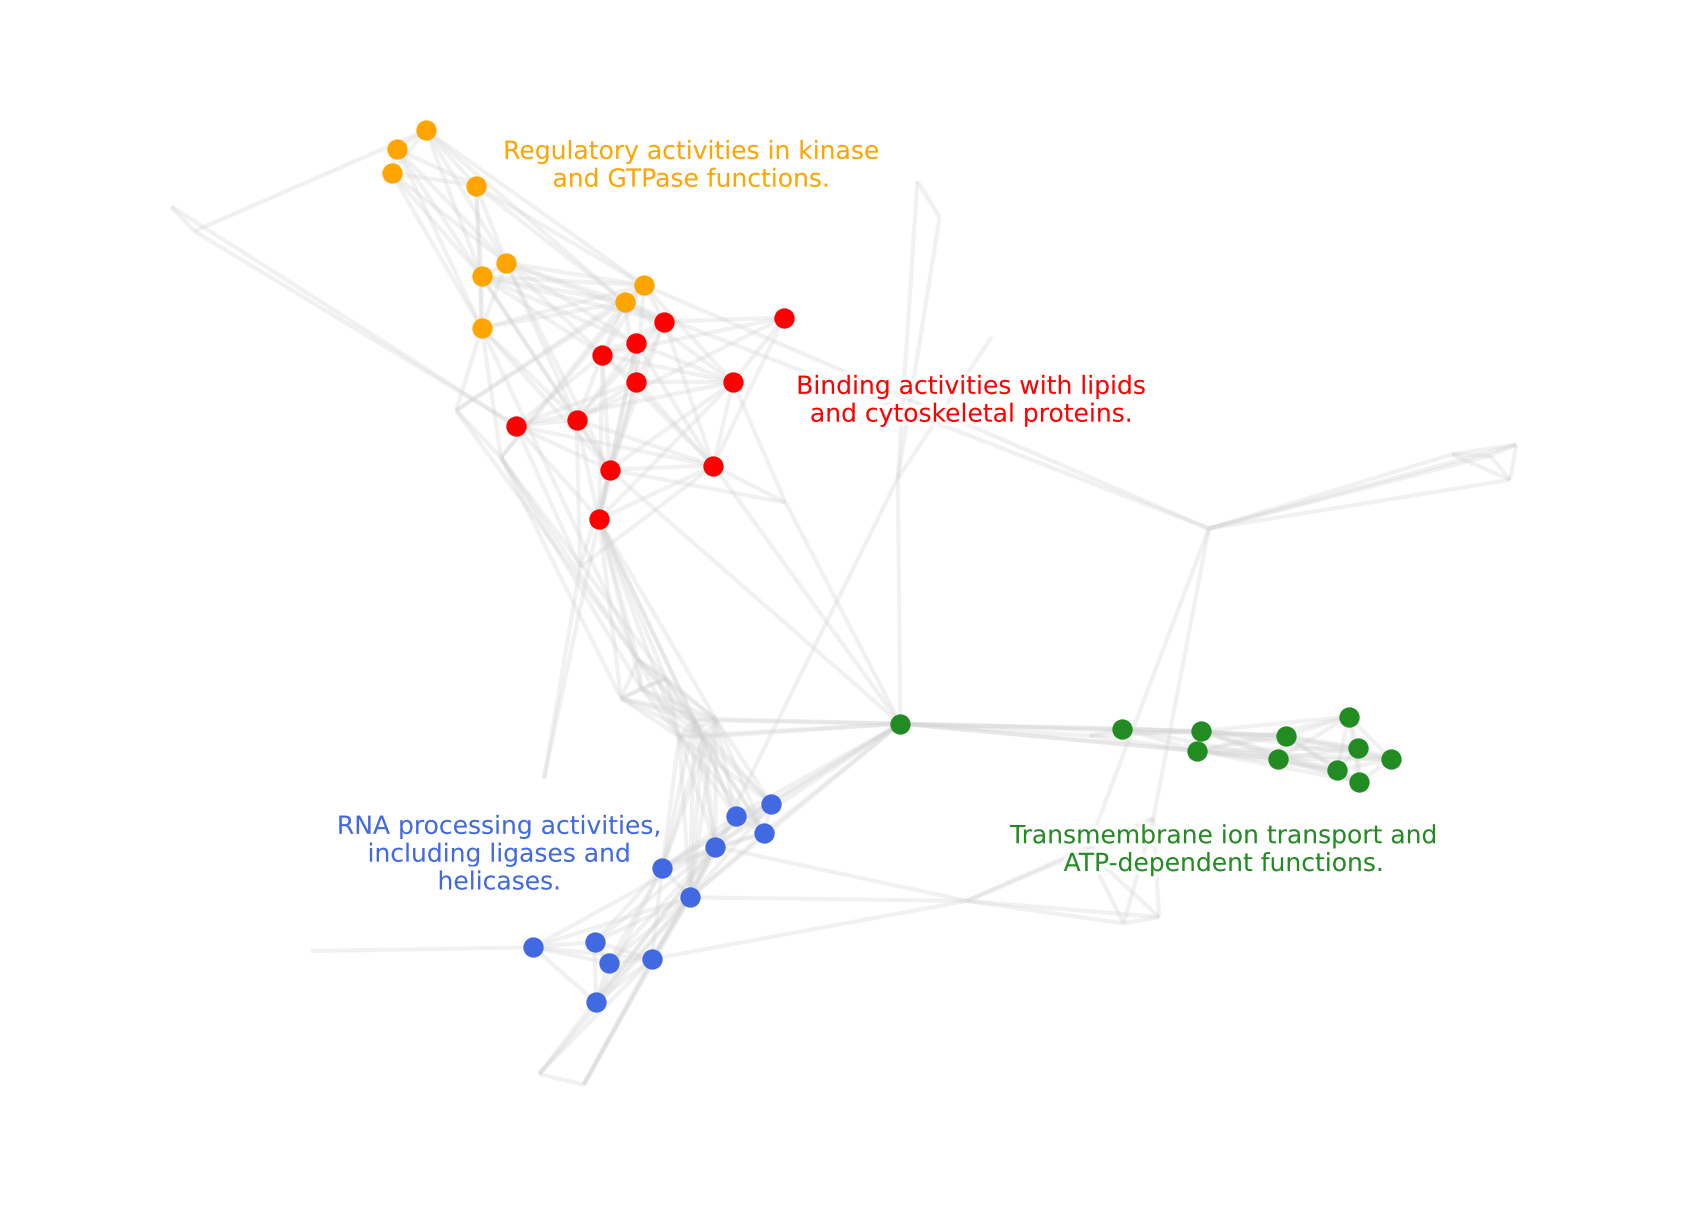 Regulatory activities in kinase
and GTPase functions.
Binding activities with lipids
and cytoskeletal proteins.
RNA processing activities,
including ligases and
helicases.
Transmembrane ion transport and
ATP-dependent functions.